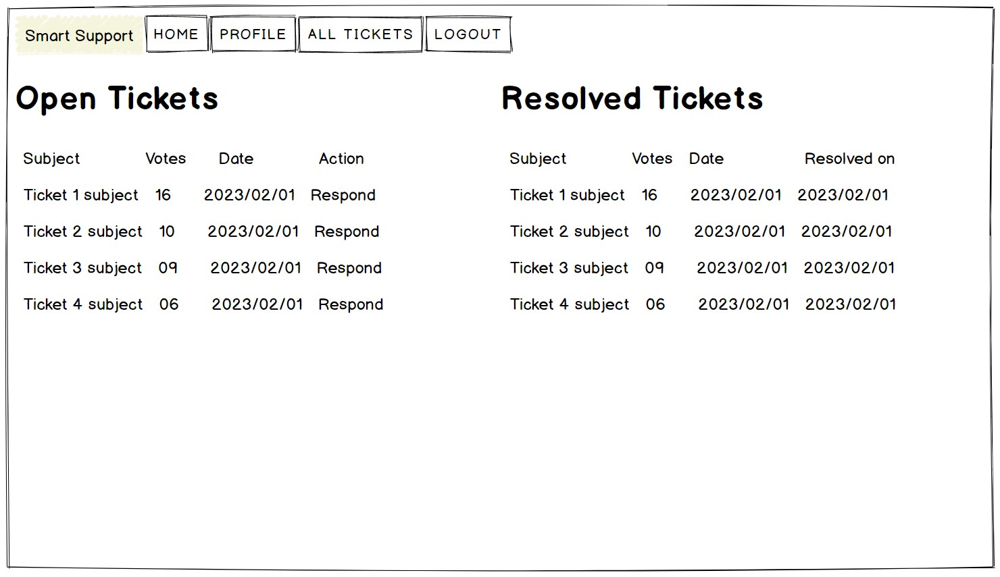 Smart Support HOME PROFILE ALL TICKETS LOGOUT
Open Tickets
Subject Votes Date Action
Ticket 1 subject 16 2023/02/01 Respond
Ticket 2 subject 10 2023/02/01 Respond
Ticket 3 subject 09 2023/02/01 Respond
Ticket 4 subject 06 2023/02/01 Respond
Resolved Tickets
Subject Votes Date Resolved on
Ticket 1 subject 16 2023/02/01 2023/02/01
Ticket 2 subject 10 2023/02/01 2023/02/01
Ticket 3 subject 09 2023/02/01 2023/02/01
Ticket 4 subject 06 2023/02/01 2023/02/01